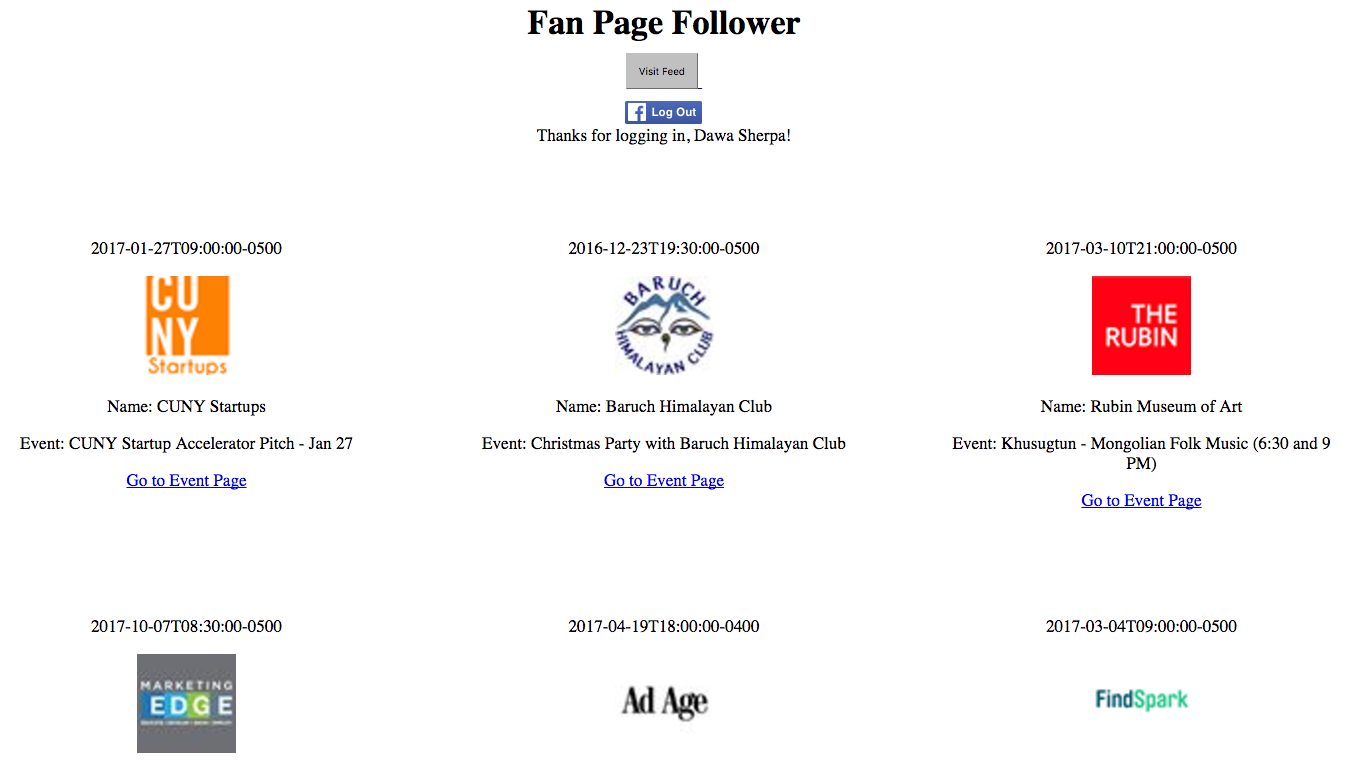 Fan Page Follower
Visit Feed
Log Out
Thanks for logging in, Dawa Sherpa!
2017-01-27T09:00:00-0500
2016-12-23T19:30:00-0500
2017-03-10T21:00:00-0500
CU
NY
Startups
BARUCH
HIMALAYAN CLUB
THE
RUBIN
Name: CUNY Startups
Name: Baruch Himalayan Club
Name: Rubin Museum of Art
Event: CUNY Startup Accelerator Pitch - Jan 27
Event: Christmas Party with Baruch Himalayan Club
Event: Khusugtun - Mongolian Folk Music (6:30 and 9
PM)
Go to Event Page
Go to Event Page
Go to Event Page
2017-10-07T08:30:00-0500
2017-04-19T18:00:00-0400
2017-03-04T09:00:00-0500
MARKETING
EDGE
Ad Age
FindSpark